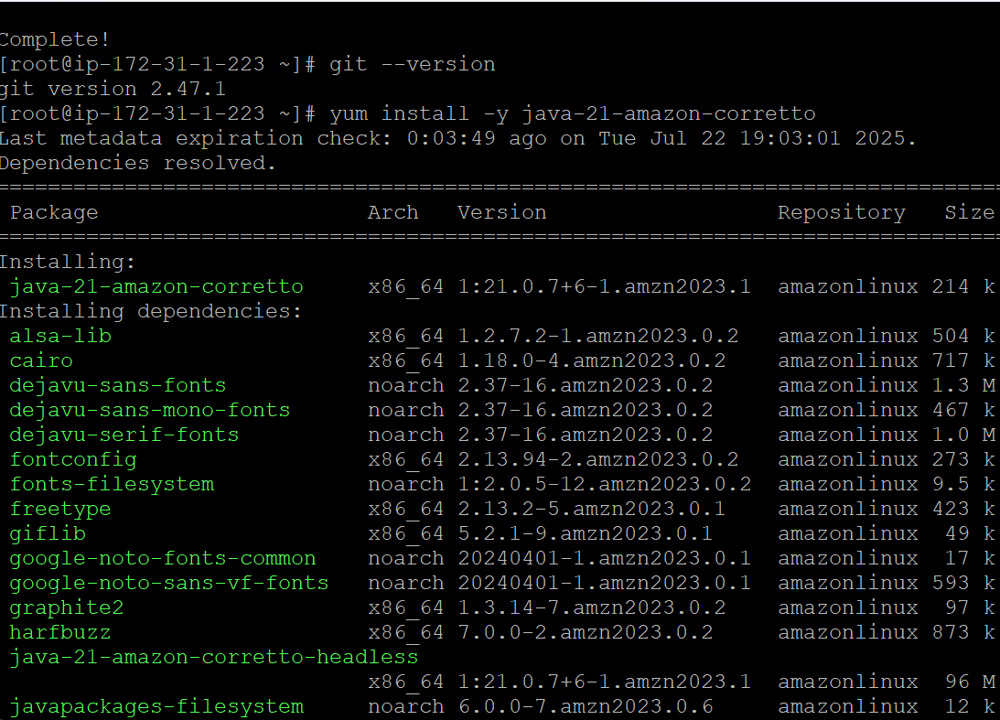 Complete!
[root@ip-172-31-1-223 ~]# git --version
git version 2.47.1
[root@ip-172-31-1-223 ~]# yum install -y java-21-amazon-corretto
Last metadata expiration check: 0:03:49 ago on Tue Jul 22 19:03:01 2025.
Dependencies resolved.
================================================================================
Package Arch Version Repository Size
================================================================================
Installing:
java-21-amazon-corretto x86_64 1:21.0.7+6-1.amzn2023.1 amazonlinux 214 k
Installing dependencies:
alsa-lib x86_64 1.2.7.2-1.amzn2023.0.2 amazonlinux 504 k
cairo x86_64 1.18.0-4.amzn2023.0.2 amazonlinux 717 k
dejavu-sans-fonts noarch 2.37-16.amzn2023.0.2 amazonlinux 1.3 M
dejavu-sans-mono-fonts noarch 2.37-16.amzn2023.0.2 amazonlinux 467 k
dejavu-serif-fonts noarch 2.37-16.amzn2023.0.2 amazonlinux 1.0 M
fontconfig x86_64 2.13.94-2.amzn2023.0.2 amazonlinux 273 k
fonts-filesystem noarch 1:2.0.5-12.amzn2023.0.2 amazonlinux 9.5 k
freetype x86_64 2.13.2-5.amzn2023.0.1 amazonlinux 423 k
giflib x86_64 5.2.1-9.amzn2023.0.1 amazonlinux 49 k
google-noto-fonts-common noarch 20240401-1.amzn2023.0.1 amazonlinux 17 k
google-noto-sans-vf-fonts noarch 20240401-1.amzn2023.0.1 amazonlinux 593 k
graphite2 x86_64 1.3.14-7.amzn2023.0.2 amazonlinux 97 k
harfbuzz x86_64 7.0.0-2.amzn2023.0.2 amazonlinux 873 k
java-21-amazon-corretto-headless
x86_64 1:21.0.7+6-1.amzn2023.1 amazonlinux 96 M
javapackages-filesystem noarch 6.0.0-7.amzn2023.0.6 amazonlinux 12 k